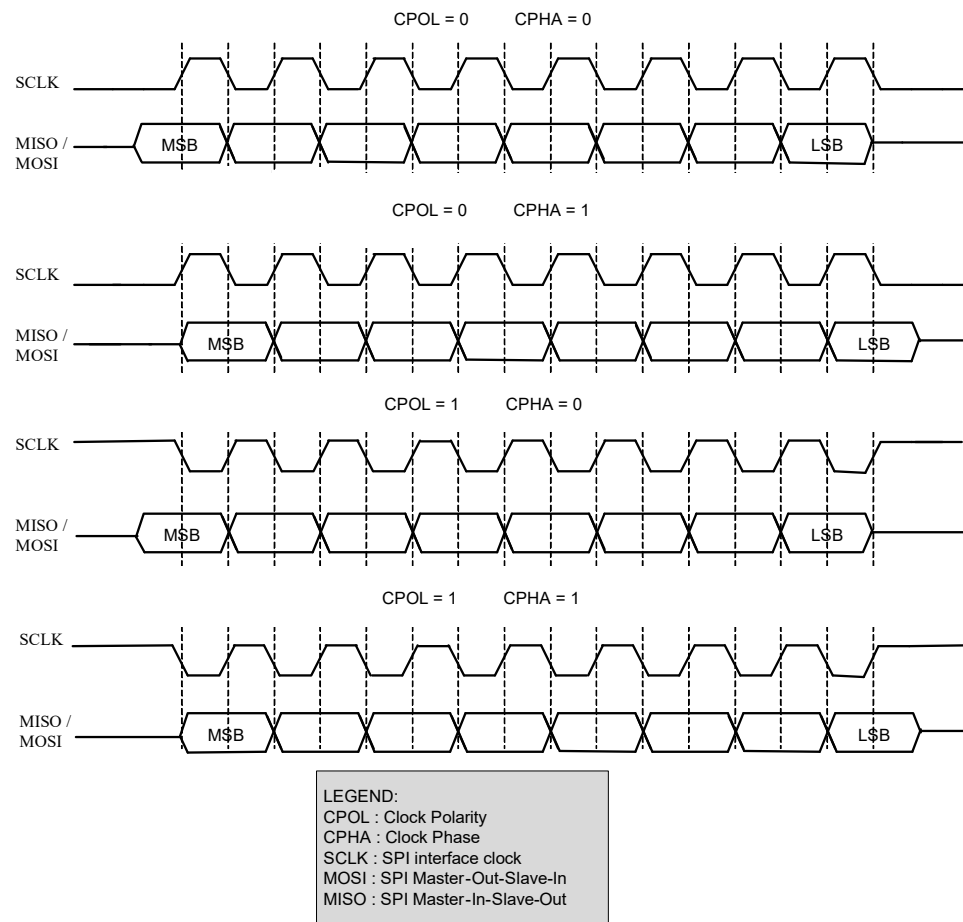 CPOL = 0 CPHA = 0
SCLK
MISO /
MOSI
MSB LSB
CPOL = 0 CPHA = 1
SCLK
MISO /
MOSI
MSB LSB
CPOL = 1 CPHA = 0
SCLK
MISO /
MOSI
MSB LSB
CPOL = 1 CPHA = 1
SCLK
MISO /
MOSI
MSB LSB
LEGEND:
CPOL : Clock Polarity
CPHA : Clock Phase
SCLK : SPI interface clock
MOSI : SPI Master-Out-Slave-In
MISO : SPI Master-In-Slave-Out